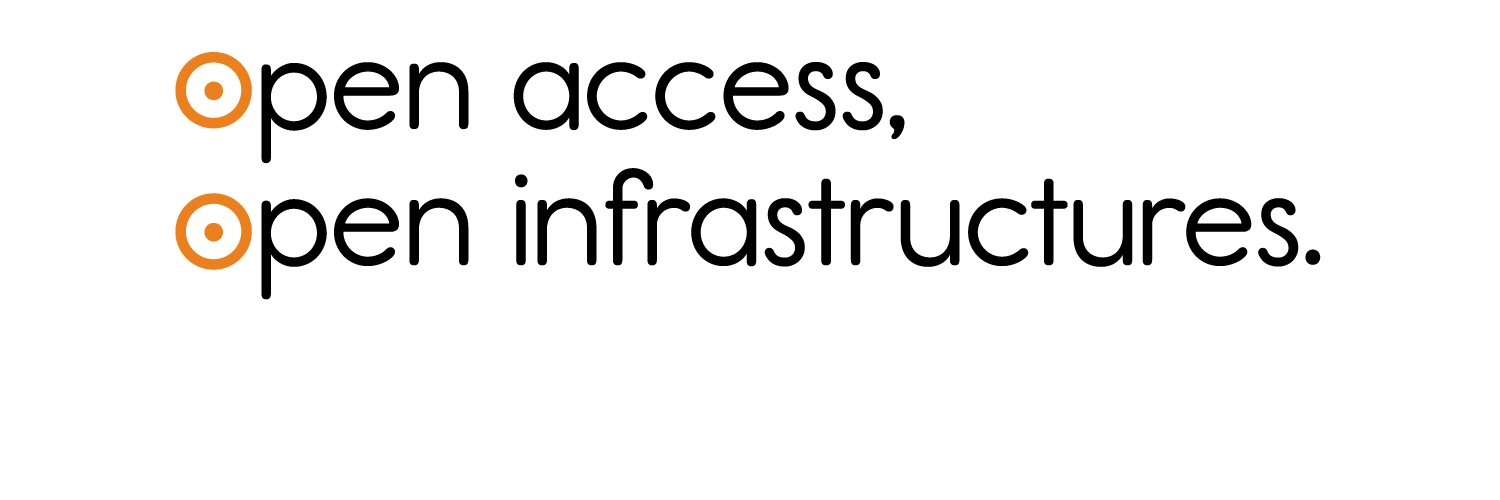 open access,
open infrastructures.